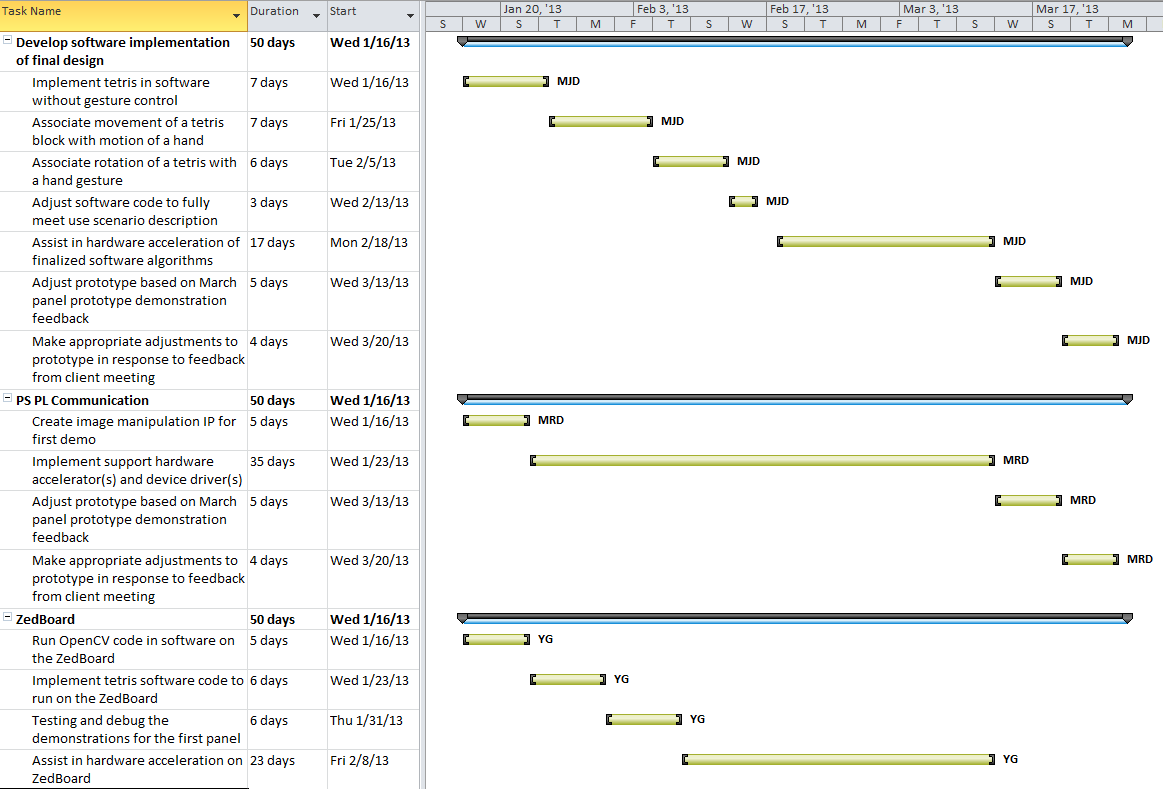 Task Name Duration Start Jan 20, '13 Feb 3, '13 Feb 17, '13 Mar 3, '13 Mar 17, '13
S W S T M F T S W S T M F T S W S T M
Develop software implementation 50 days Wed 1/16/13
of final design
Implement tetris in software 7 days Wed 1/16/13 MJD
without gesture control
Associate movement of a tetris 7 days Fri 1/25/13 MJD
block with motion of a hand
Associate rotation of a tetris with 6 days Tue 2/5/13 MJD
a hand gesture
Adjust software code to fully 3 days Wed 2/13/13 MJD
meet use scenario description
Assist in hardware acceleration of 17 days Mon 2/18/13 MJD
finalized software algorithms
Adjust prototype based on March 5 days Wed 3/13/13 MJD
panel prototype demonstration
feedback
Make appropriate adjustments to 4 days Wed 3/20/13 MJD
prototype in response to feedback
from client meeting
PS PL Communication 50 days Wed 1/16/13
Create image manipulation IP for 5 days Wed 1/16/13 MRD
first demo
Implement support hardware 35 days Wed 1/23/13 MRD
accelerator(s) and device driver(s)
Adjust prototype based on March 5 days Wed 3/13/13 MRD
panel prototype demonstration
feedback
Make appropriate adjustments to 4 days Wed 3/20/13 MRD
prototype in response to feedback
from client meeting
ZedBoard 50 days Wed 1/16/13
Run OpenCV code in software on 5 days Wed 1/16/13 YG
the ZedBoard
Implement tetris software code to 6 days Wed 1/23/13 YG
run on the ZedBoard
Testing and debug the 6 days Thu 1/31/13 YG
demonstrations for the first panel
Assist in hardware acceleration on 23 days Fri 2/8/13 YG
ZedBoard